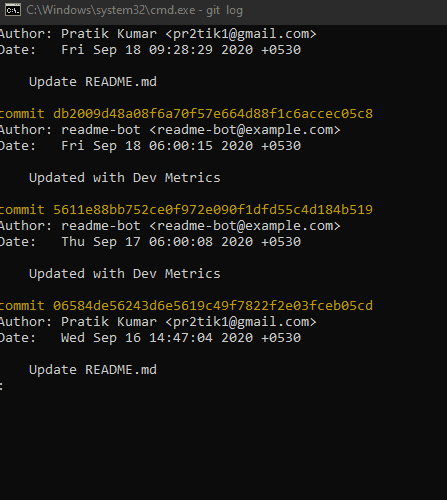 C:\Windows\system32\cmd.exe - git log
Author: Pratik Kumar <pr2tik1@gmail.com>
Date:   Fri Sep 18 09:28:29 2020 +0530
Update README.md
commit db2009d48a08f6a70f57e664d88f1c6accec05c8
Author: readme-bot <readme-bot@example.com>
Date:   Fri Sep 18 06:00:15 2020 +0530
Updated with Dev Metrics
commit 5611e88bb752ce0f972e090f1dfd55c4d184b519
Author: readme-bot <readme-bot@example.com>
Date:   Thu Sep 17 06:00:08 2020 +0530
Updated with Dev Metrics
commit 06584de56243d6e5619c49f7822f2e03fceb05cd
Author: Pratik Kumar <pr2tik1@gmail.com>
Date:   Wed Sep 16 14:47:04 2020 +0530
Update README.md
: